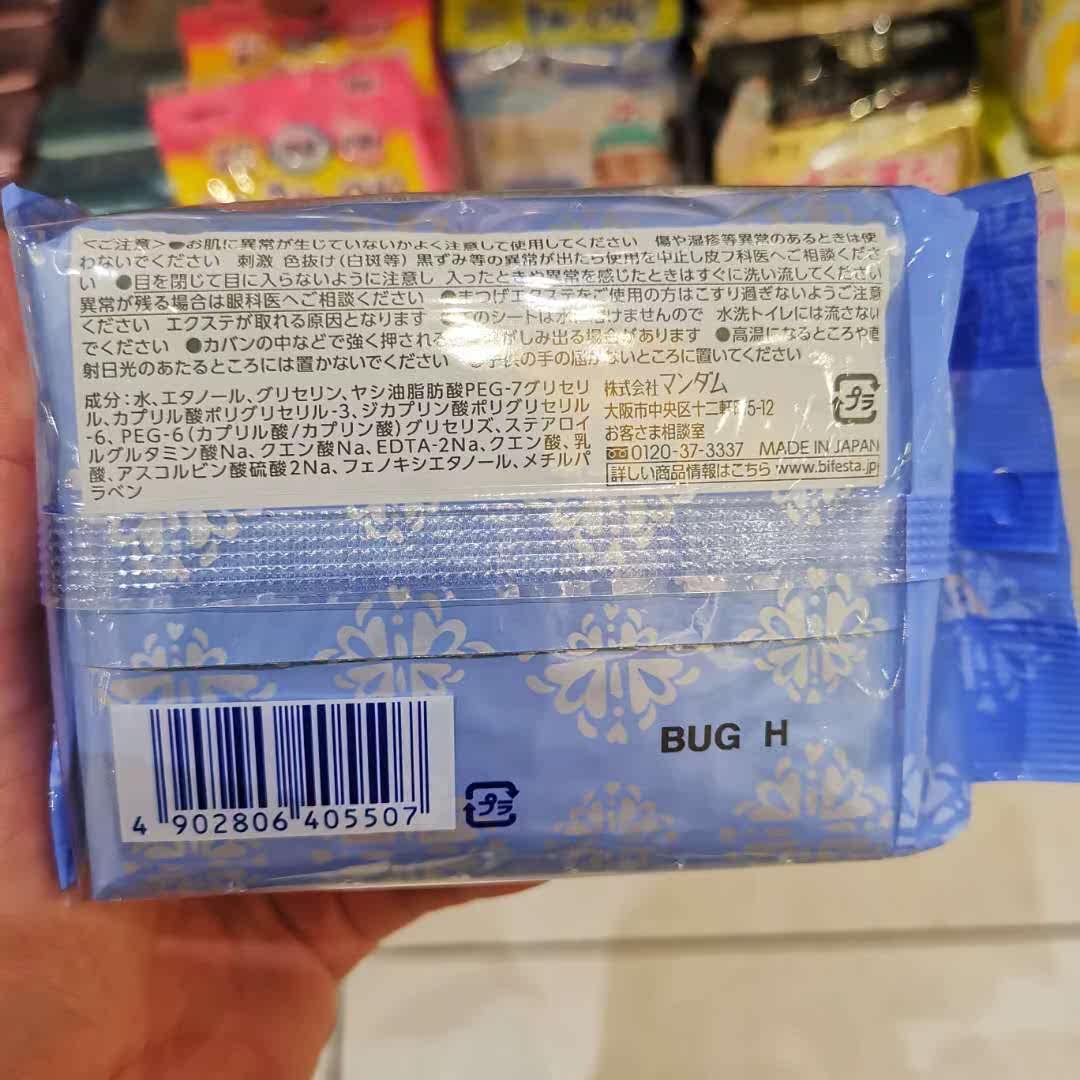 <ご注意>●お肌に異常が生じていないかよく注意して使用してください 傷や湿疹等異常のあるときは使
わないでください 刺激 色抜け(白斑等) 黒ずみ等の異常が出たら使用を中止し皮フ科医へご相談くださ
い ●目を閉じて目に入らないように注意し 入ったときや異常を感じたときはすぐに洗い流してください
異常が残る場合は眼科医へご相談ください ●まつげエクステをご使用の方はこすり過ぎないようご注意
ください エクステが取れる原因となります のシートは水に けませんので 水洗トイレには流さない
でください ●カバンの中などで強く押される がしみ出る場合があります ●高温になるところや直
射日光のあたるところには置かないでください 子供の手の届かないところに置いてください
成分:水、エタノール、グリセリン、ヤシ油脂肪酸PEG-7グリセリ
ル、カプリル酸ポリグリセリル-3、ジカプリン酸ポリグリセリル
-6、PEG-6(カプリル酸/カプリン酸)グリセリズ、ステアロイ
ルグルタミン酸Na、クエン酸Na、EDTA-2Na、クエン酸、乳
酸、アスコルビン酸硫酸2Na、フェノキシエタノール、メチルパ
ラベン
株式会社マンダム
大阪市中央区十二軒町5-12
お客さま相談室
0120-37-3337 MADE IN JAPAN
詳しい商品情報はこちら www.bifesta.jp
プラ
BUG H
4 902806 405507
プラ